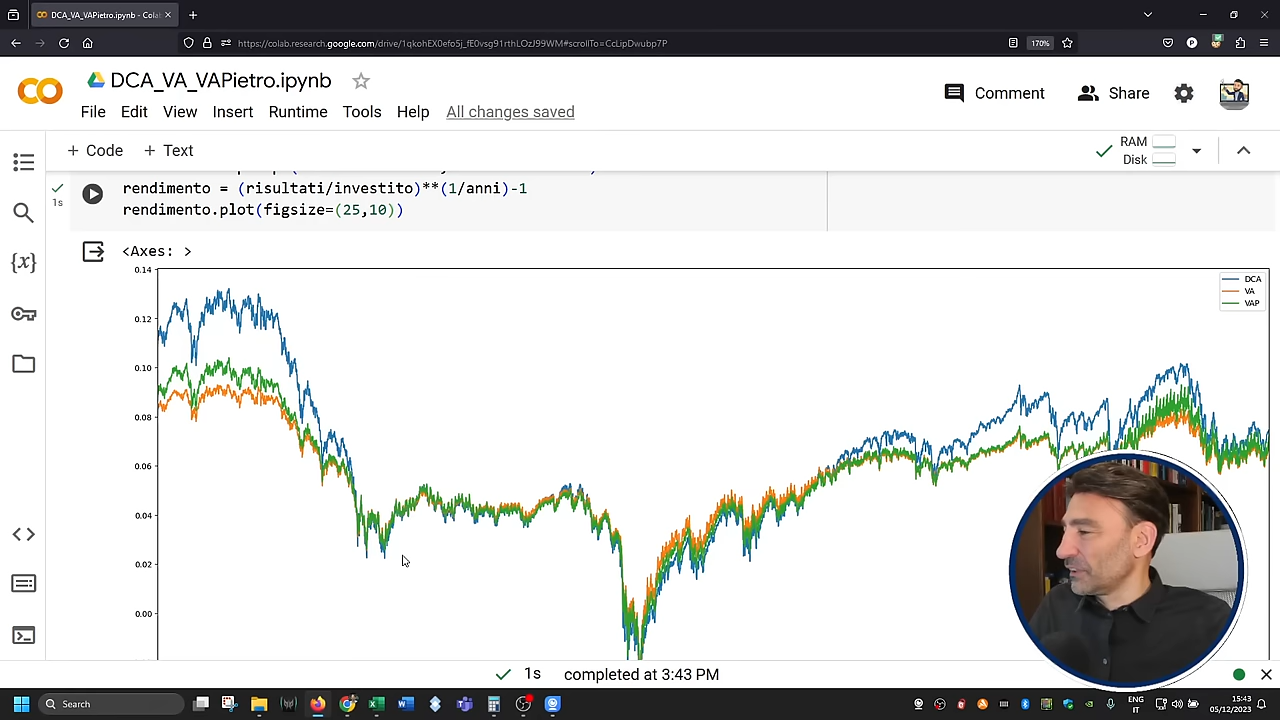 DCA_VA_VAPietro.ipynb - Colab
https://colab.research.google.com/drive/1qkohEX0efo5j_fE0vsg91rthLOzJ99WM#scrollTo=CcLipDwubp7P
170%
DCA_VA_VAPietro.ipynb
File Edit View Insert Runtime Tools Help All changes saved
Comment
Share
+ Code + Text
RAM
Disk
1s
rendimento = (risultati/investito)**(1/anni)-1
rendimento.plot(figsize=(25,10))
<Axes: >
0.14
0.12
0.10
0.08
0.06
0.04
0.02
0.00
DCA
VA
VAP
1s completed at 3:43 PM
Search
ENG
IT
15:43
05/12/2023